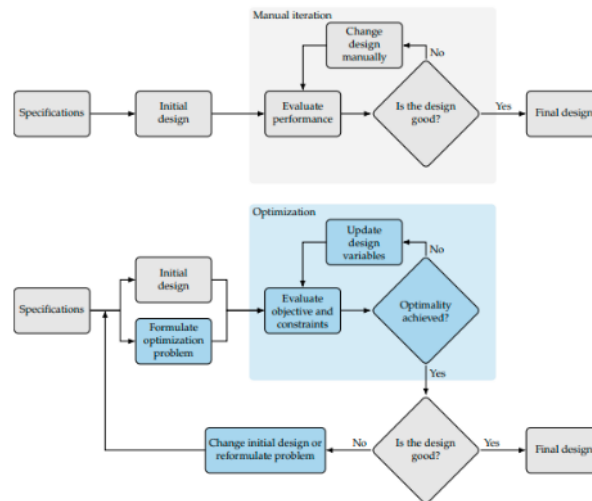 Manual iteration
Change
design
manually
No
Specifications
Initial
design
Evaluate
performance
Is the design
good?
Yes
Final design
Optimization
Update
design
variables
No
Specifications
Initial
design
Formulate
optimization
problem
Evaluate
objective and
constraints
Optimality
achieved?
Yes
Change initial design or
reformulate problem
No
Is the design
good?
Yes
Final design